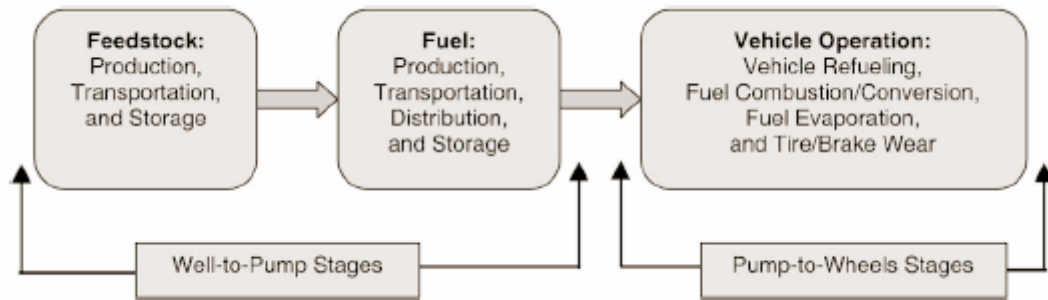 Feedstock:
Production,
Transportation,
and Storage
Fuel:
Production,
Transportation,
Distribution,
and Storage
Vehicle Operation:
Vehicle Refueling,
Fuel Combustion/Conversion,
Fuel Evaporation,
and Tire/Brake Wear
Well-to-Pump Stages
Pump-to-Wheels Stages